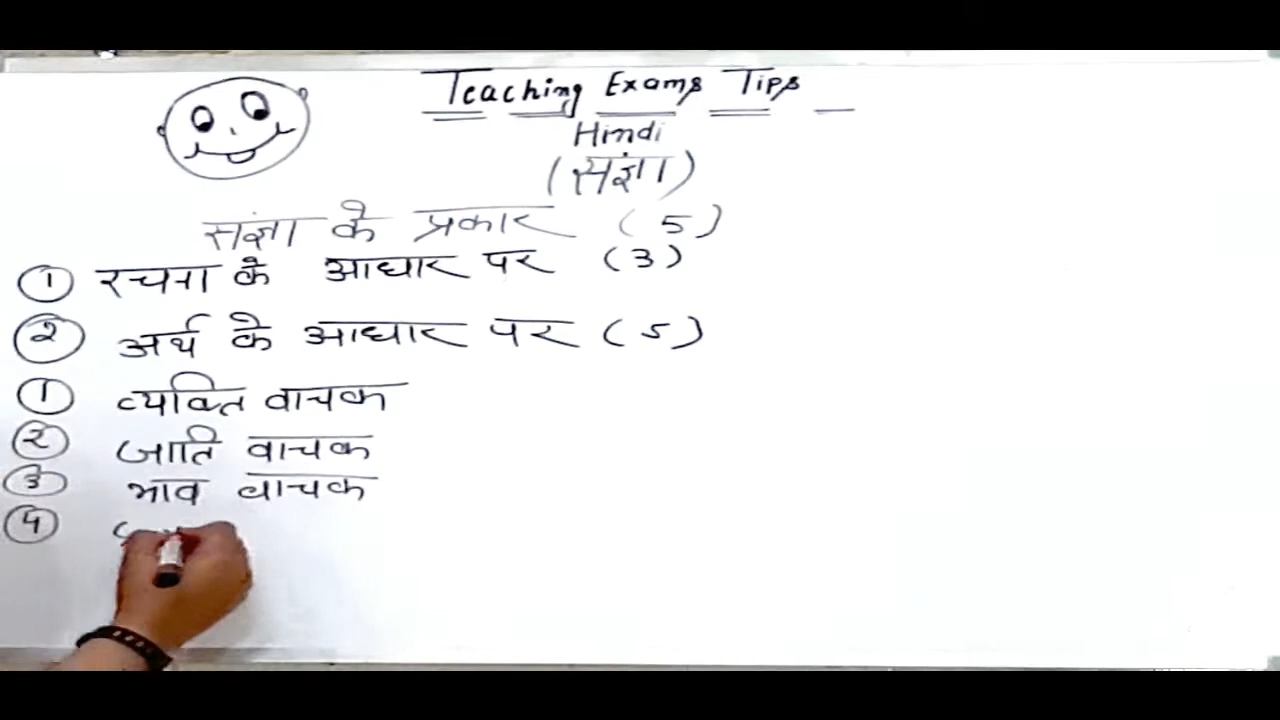 Teaching Exams Tips
Hindi
(संज्ञा)
संज्ञा के प्रकार (5)
① रचना के आधार पर (3)
② अर्थ के आधार पर (5)
① व्यक्ति वाचक
② जाति वाचक
③ भाव वाचक
④